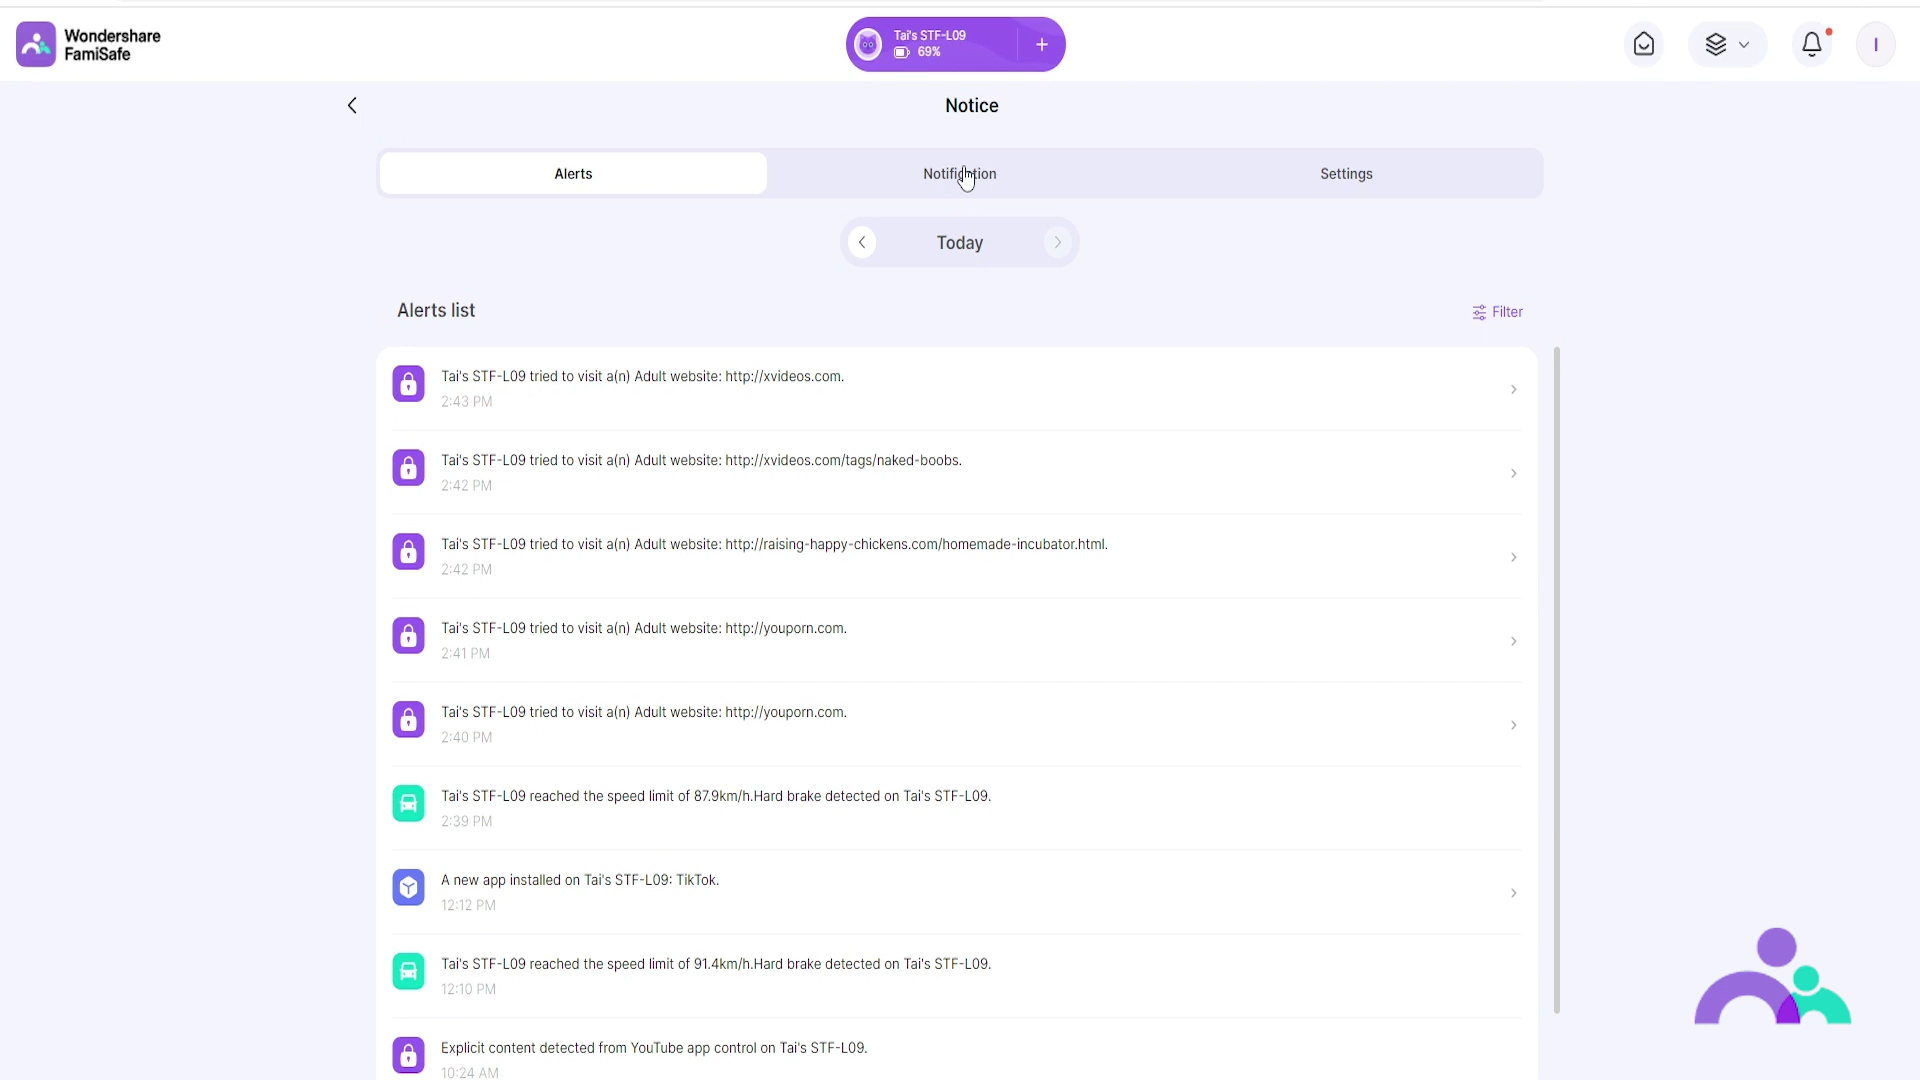 Wondershare
FamiSafe
Tai's STF-L09
69%
+
I
Notice
Alerts
Notification
Settings
Today
Alerts list
Filter
Tai's STF-L09 tried to visit a(n) Adult website: http://xvideos.com.
2:43 PM
Tai's STF-L09 tried to visit a(n) Adult website: http://xvideos.com/tags/naked-boobs.
2:42 PM
Tai's STF-L09 tried to visit a(n) Adult website: http://raising-happy-chickens.com/homemade-incubator.html.
2:42 PM
Tai's STF-L09 tried to visit a(n) Adult website: http://youporn.com.
2:41 PM
Tai's STF-L09 tried to visit a(n) Adult website: http://youporn.com.
2:40 PM
Tai's STF-L09 reached the speed limit of 87.9km/h.Hard brake detected on Tai's STF-L09.
2:39 PM
A new app installed on Tai's STF-L09: TikTok.
12:12 PM
Tai's STF-L09 reached the speed limit of 91.4km/h.Hard brake detected on Tai's STF-L09.
12:10 PM
Explicit content detected from YouTube app control on Tai's STF-L09.
10:24 AM